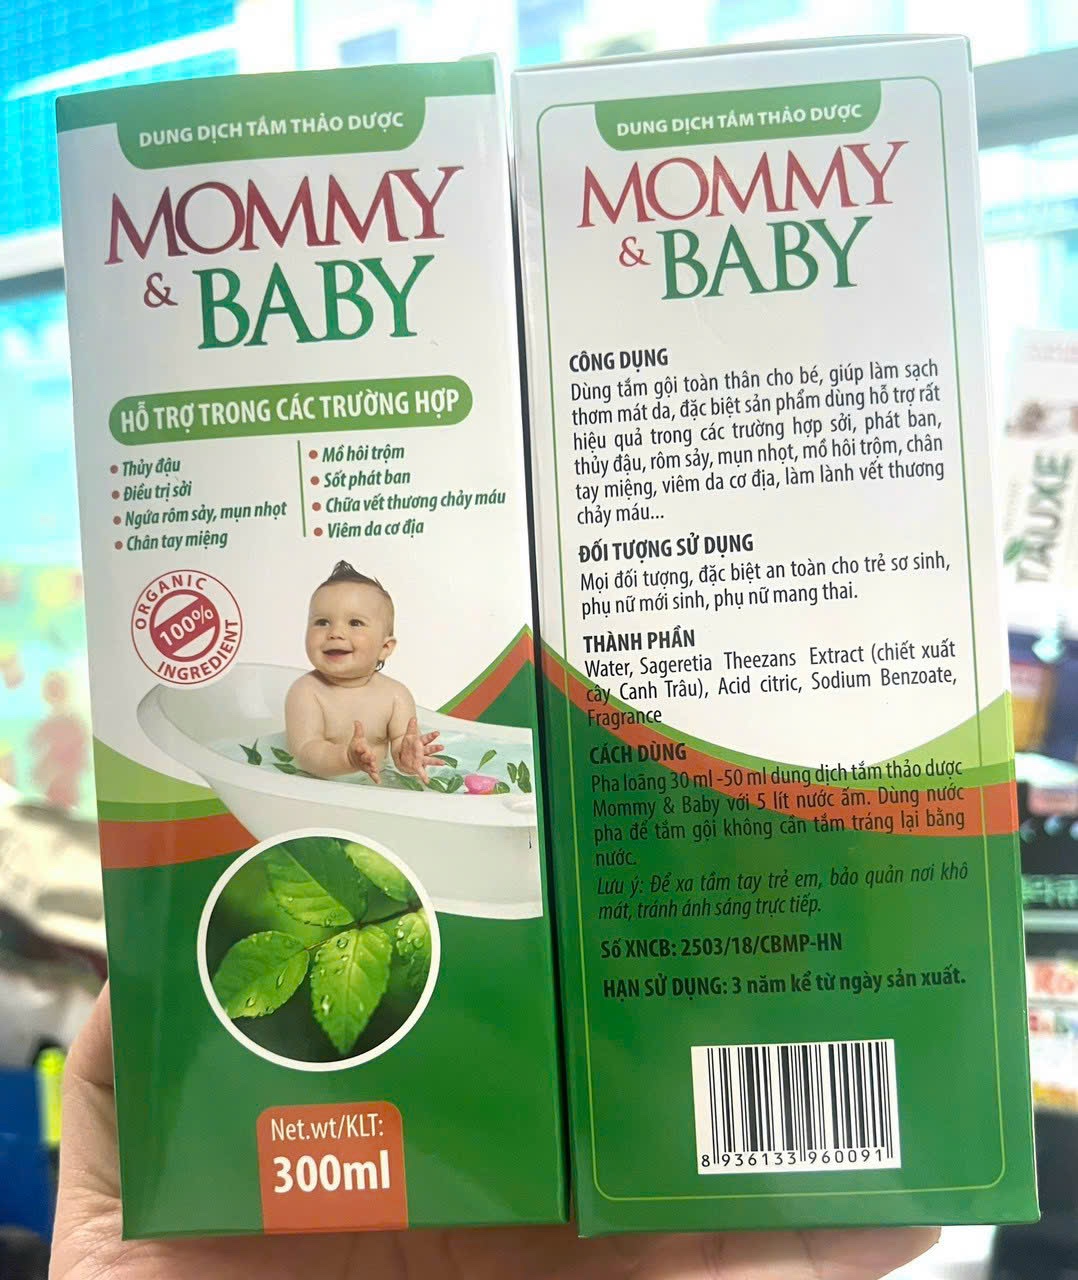 DUNG DỊCH TẮM THẢO DƯỢC
MOMMY
& BABY
HỖ TRỢ TRONG CÁC TRƯỜNG HỢP
• Thủy đậu
• Điều trị sởi
• Ngứa rôm sảy, mụn nhọt
• Chân tay miệng
• Mồ hôi trộm
• Sốt phát ban
• Chữa vết thương chảy máu
• Viêm da cơ địa
ORGANIC
100%
INGREDIENT
Net.wt/KLT:
300ml
DUNG DỊCH TẮM THẢO DƯỢC
MOMMY
& BABY
CÔNG DỤNG
Dùng tắm gội toàn thân cho bé, giúp làm sạch
thơm mát da, đặc biệt sản phẩm dùng hỗ trợ rất
hiệu quả trong các trường hợp sởi, phát ban,
thủy đậu, rôm sảy, mụn nhọt, mồ hôi trộm, chân
tay miệng, viêm da cơ địa, làm lành vết thương
chảy máu...
ĐỐI TƯỢNG SỬ DỤNG
Mọi đối tượng, đặc biệt an toàn cho trẻ sơ sinh,
phụ nữ mới sinh, phụ nữ mang thai.
THÀNH PHẦN
Water, Sageretia Theezans Extract (chiết xuất
cây Canh Trâu), Acid citric, Sodium Benzoate,
Fragrance
CÁCH DÙNG
Pha loãng 30 ml -50 ml dung dịch tắm thảo dược
Mommy & Baby với 5 lít nước ấm. Dùng nước
pha để tắm gội không cần tắm tráng lại bằng
nước.
Lưu ý: Để xa tầm tay trẻ em, bảo quản nơi khô
mát, tránh ánh sáng trực tiếp.
Số XNCB: 2503/18/CBMP-HN
HẠN SỬ DỤNG: 3 năm kể từ ngày sản xuất.
8 936133 960091
TAUXE